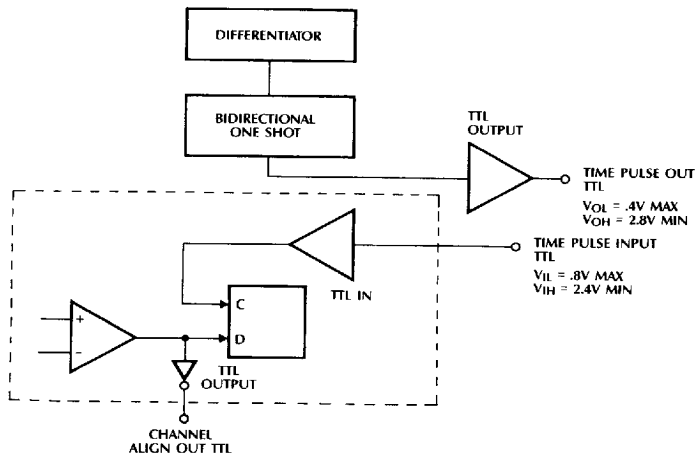 DIFFERENTIATOR
BIDIRECTIONAL
ONE SHOT
TTL
OUTPUT
TIME PULSE OUT
TTL
VOL = .4V MAX
VOH = 2.8V MIN
TIME PULSE INPUT
TTL
VIL = .8V MAX
VIH = 2.4V MIN
TTL IN
C
D
+
−
TTL
OUTPUT
CHANNEL
ALIGN OUT TTL